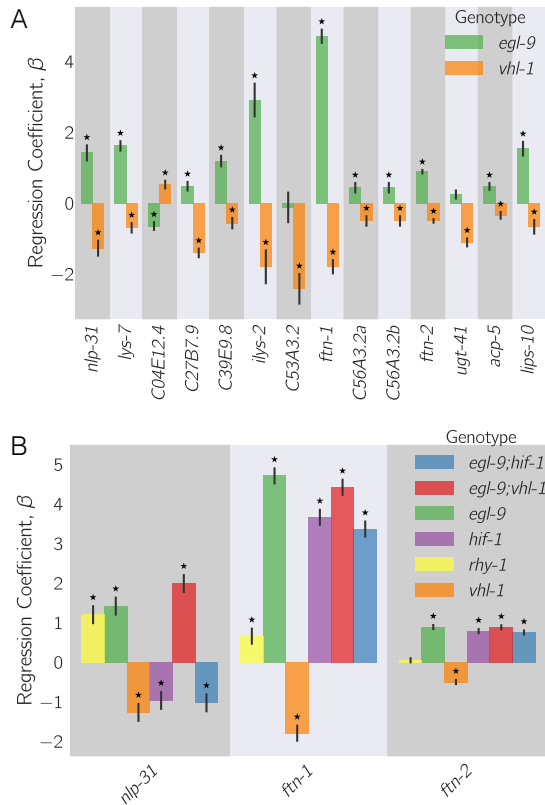 A
Genotype
egl-9
vhl-1
Regression Coefficient, β
4
2
0
−2
nlp-31
lys-7
C04E12.4
C27B7.9
C39E9.8
ilys-2
C53A3.2
ftn-1
C56A3.2a
C56A3.2b
ftn-2
ugt-41
acp-5
lips-10
B
Genotype
egl-9;hif-1
egl-9;vhl-1
egl-9
hif-1
rhy-1
vhl-1
Regression Coefficient, β
5
4
3
2
1
0
−1
−2
nlp-31
ftn-1
ftn-2